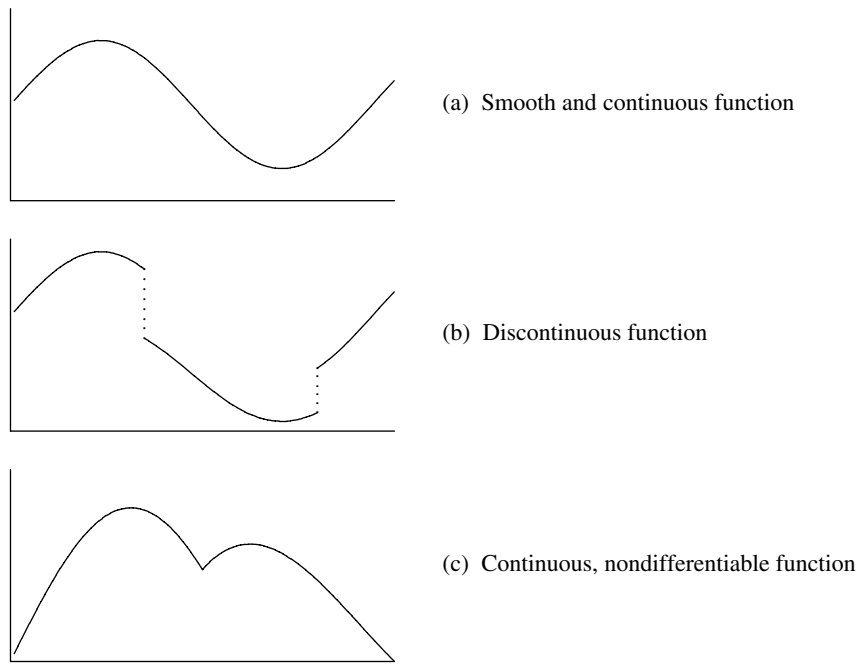 (a) Smooth and continuous function
(b) Discontinuous function
(c) Continuous, nondifferentiable function